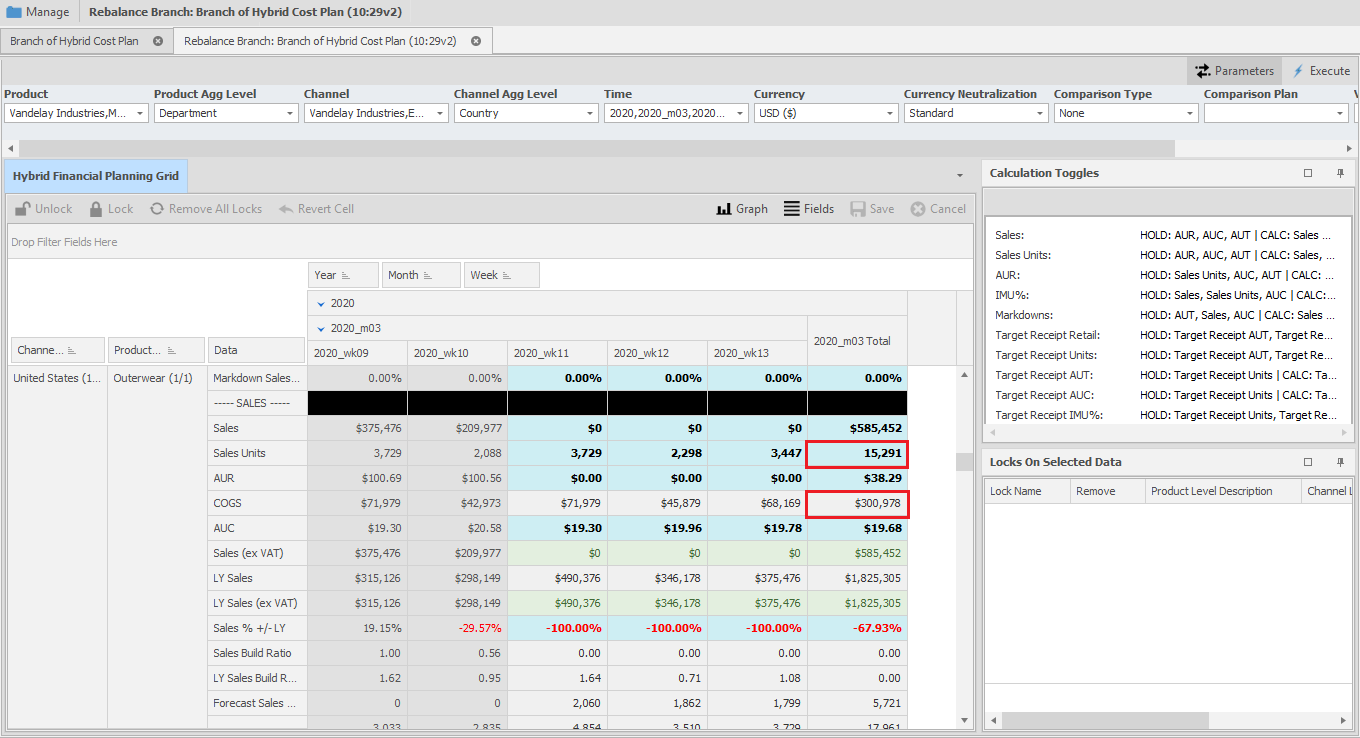 Manage Rebalance Branch: Branch of Hybrid Cost Plan (10:29v2)
Branch of Hybrid Cost Plan Rebalance Branch: Branch of Hybrid Cost Plan (10:29v2)
Parameters Execute
Product Product Agg Level Channel Channel Agg Level Time Currency Currency Neutralization Comparison Type Comparison Plan V
Vandelay Industries,M... Department Vandelay Industries,E... Country 2020,2020_m03,2020... USD ($) Standard None
Hybrid Financial Planning Grid
Unlock Lock Remove All Locks Revert Cell Graph Fields Save Cancel
Drop Filter Fields Here
Year Month Week
2020
2020_m03
Channe... Product... Data 2020_wk09 2020_wk10 2020_wk11 2020_wk12 2020_wk13 2020_m03 Total
United States (1... Outerwear (1/1) Markdown Sales... 0.00% 0.00% 0.00% 0.00% 0.00% 0.00%
----- SALES -----
Sales $375,476 $209,977 $0 $0 $0 $585,452
Sales Units 3,729 2,088 3,729 2,298 3,447 15,291
AUR $100.69 $100.56 $0.00 $0.00 $0.00 $38.29
COGS $71,979 $42,973 $71,979 $45,879 $68,169 $300,978
AUC $19.30 $20.58 $19.30 $19.96 $19.78 $19.68
Sales (ex VAT) $375,476 $209,977 $0 $0 $0 $585,452
LY Sales $315,126 $298,149 $490,376 $346,178 $375,476 $1,825,305
LY Sales (ex VAT) $315,126 $298,149 $490,376 $346,178 $375,476 $1,825,305
Sales % +/- LY 19.15% -29.57% -100.00% -100.00% -100.00% -67.93%
Sales Build Ratio 1.00 0.56 0.00 0.00 0.00 0.00
LY Sales Build R... 1.62 0.95 1.64 0.71 1.08 0.00
Forecast Sales ... 0 0 2,060 1,862 1,799 5,721
3,033 2,835 4,854 3,510 3,729 17,961
Calculation Toggles
Sales: HOLD: AUR, AUC, AUT | CALC: Sales ...
Sales Units: HOLD: AUR, AUC, AUT | CALC: Sales, ...
AUR: HOLD: Sales Units, AUC, AUT | CALC: ...
IMU%: HOLD: Sales, Sales Units, AUC | CALC:...
Markdowns: HOLD: AUT, Sales, AUC | CALC: Sales ...
Target Receipt Retail: HOLD: Target Receipt AUT, Target Re...
Target Receipt Units: HOLD: Target Receipt AUT, Target Re...
Target Receipt AUT: HOLD: Target Receipt Units | CALC: Ta...
Target Receipt AUC: HOLD: Target Receipt Units | CALC: Ta...
Target Receipt IMU%: HOLD: Target Receipt Units, Target Re...
Locks On Selected Data
Lock Name Remove Product Level Description Channel L